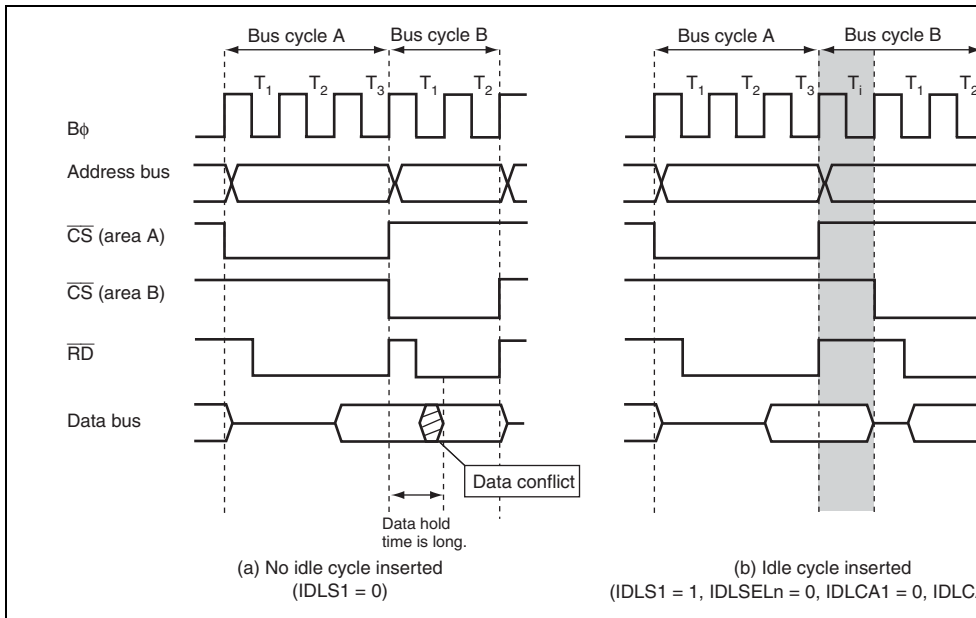 Bus cycle A Bus cycle B Bus cycle A Bus cycle B
T1 T2 T3 T1 T2 T1 T2 T3 Ti T1 T2
Bϕ
Address bus
CS (area A)
CS (area B)
RD
Data bus
Data conflict
Data hold
time is long.
(a) No idle cycle inserted
(IDLS1 = 0)
(b) Idle cycle inserted
(IDLS1 = 1, IDLSELn = 0, IDLCA1 = 0,